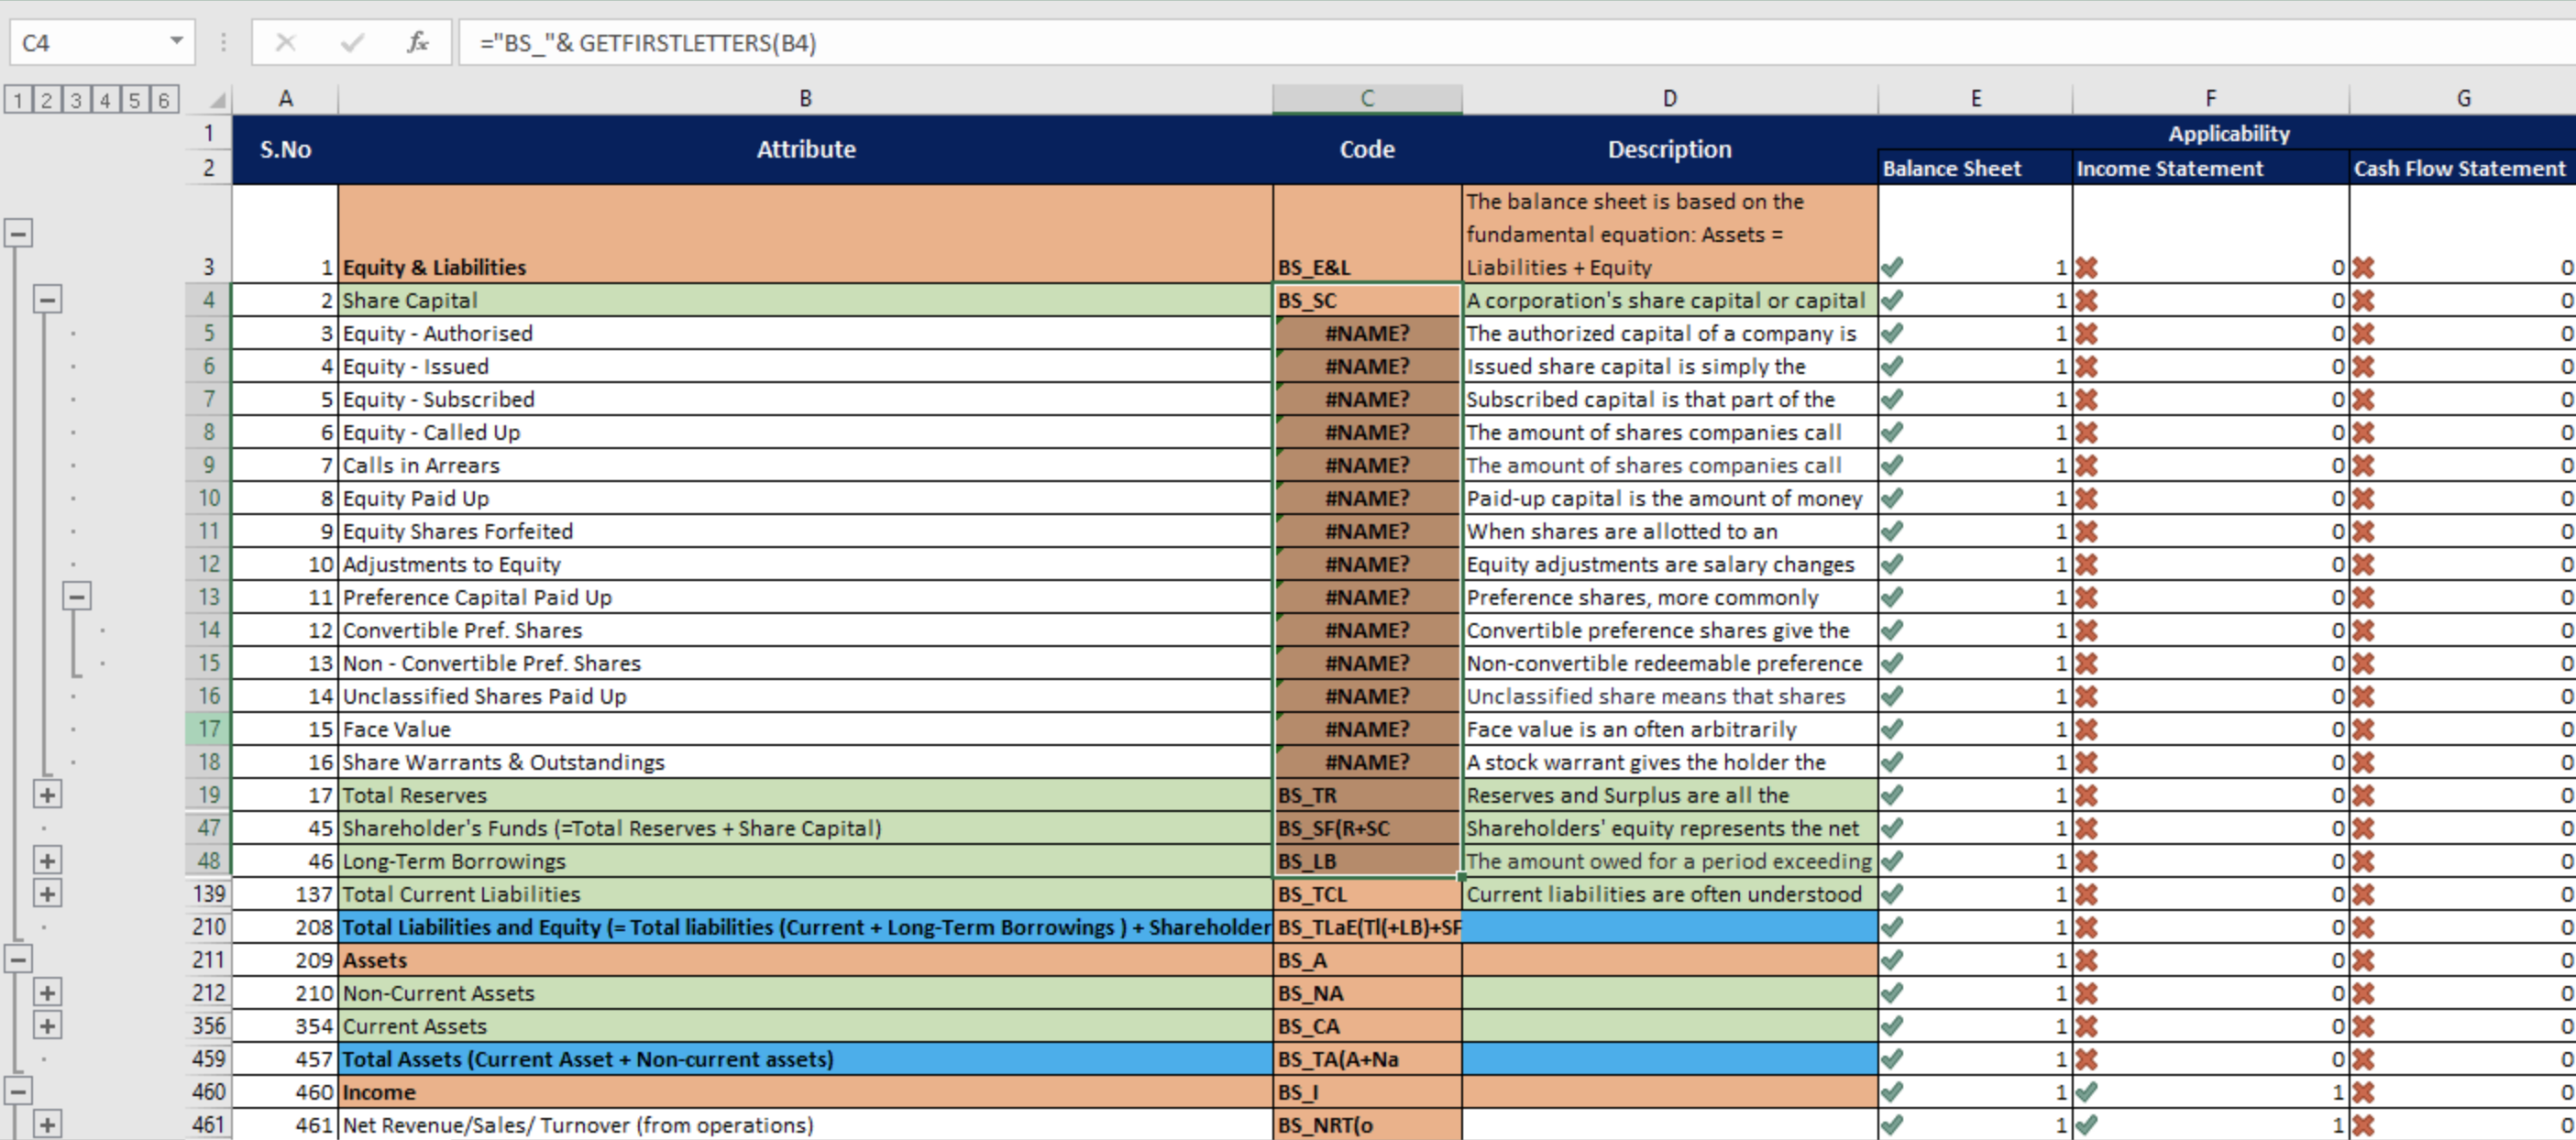 C4 fx ="BS_"& GETFIRSTLETTERS(B4)
1 2 3 4 5 6 A B C D E F G
1 S.No Attribute Code Description Applicability
2 Balance Sheet Income Statement Cash Flow Statement
The balance sheet is based on the
fundamental equation: Assets =
3 1 Equity & Liabilities BS_E&L Liabilities + Equity 1 0 0
4 2 Share Capital BS_SC A corporation's share capital or capital 1 0 0
5 3 Equity - Authorised #NAME? The authorized capital of a company is 1 0 0
6 4 Equity - Issued #NAME? Issued share capital is simply the 1 0 0
7 5 Equity - Subscribed #NAME? Subscribed capital is that part of the 1 0 0
8 6 Equity - Called Up #NAME? The amount of shares companies call 1 0 0
9 7 Calls in Arrears #NAME? The amount of shares companies call 1 0 0
10 8 Equity Paid Up #NAME? Paid-up capital is the amount of money 1 0 0
11 9 Equity Shares Forfeited #NAME? When shares are allotted to an 1 0 0
12 10 Adjustments to Equity #NAME? Equity adjustments are salary changes 1 0 0
13 11 Preference Capital Paid Up #NAME? Preference shares, more commonly 1 0 0
14 12 Convertible Pref. Shares #NAME? Convertible preference shares give the 1 0 0
15 13 Non - Convertible Pref. Shares #NAME? Non-convertible redeemable preference 1 0 0
16 14 Unclassified Shares Paid Up #NAME? Unclassified share means that shares 1 0 0
17 15 Face Value #NAME? Face value is an often arbitrarily 1 0 0
18 16 Share Warrants & Outstandings #NAME? A stock warrant gives the holder the 1 0 0
19 17 Total Reserves BS_TR Reserves and Surplus are all the 1 0 0
47 45 Shareholder's Funds (=Total Reserves + Share Capital) BS_SF(R+SC Shareholders' equity represents the net 1 0 0
48 46 Long-Term Borrowings BS_LB The amount owed for a period exceeding 1 0 0
139 137 Total Current Liabilities BS_TCL Current liabilities are often understood 1 0 0
210 208 Total Liabilities and Equity (= Total liabilities (Current + Long-Term Borrowings ) + Shareholder BS_TLaE(Tl(+LB)+SF 1 0 0
211 209 Assets BS_A 1 0 0
212 210 Non-Current Assets BS_NA 1 0 0
356 354 Current Assets BS_CA 1 0 0
459 457 Total Assets (Current Asset + Non-current assets) BS_TA(A+Na 1 0 0
460 460 Income BS_I 1 1 0
461 461 Net Revenue/Sales/ Turnover (from operations) BS_NRT(o 1 1 0